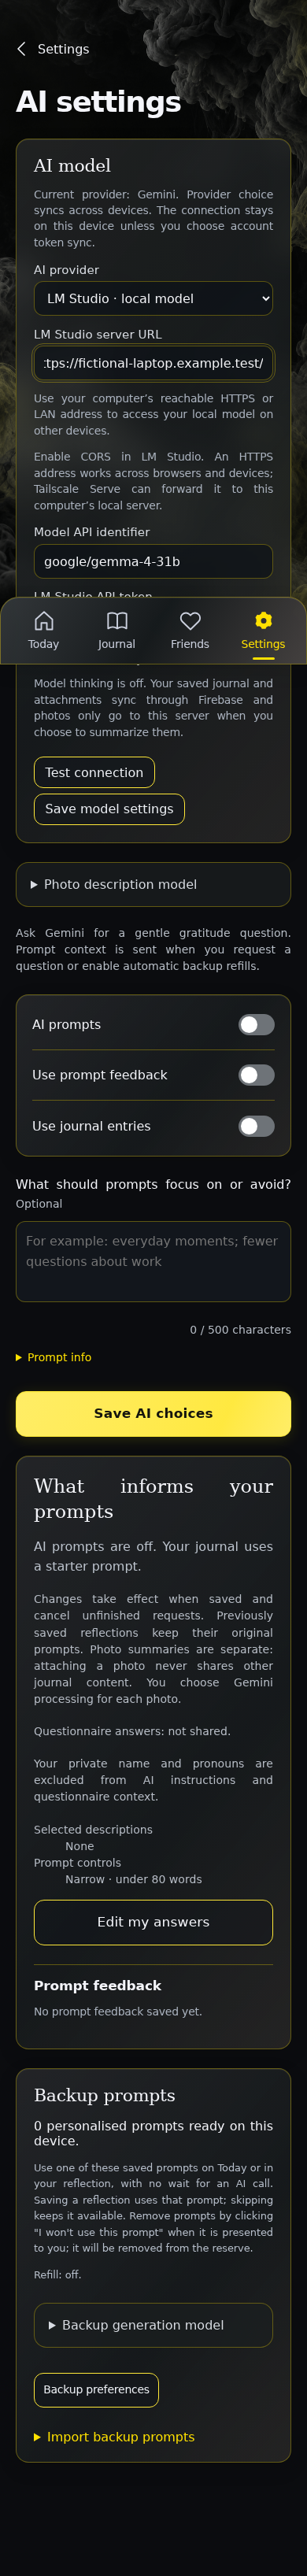 Settings
AI settings
AI model
Current provider: Gemini. Provider choice
syncs across devices. The connection stays
on this device unless you choose account
token sync.
AI provider
LM Studio · local model
LM Studio server URL
:tps://fictional-laptop.example.test/
Use your computer’s reachable HTTPS or
LAN address to access your local model on
other devices.
Enable CORS in LM Studio. An HTTPS
address works across browsers and devices;
Tailscale Serve can forward it to this
computer’s local server.
Model API identifier
google/gemma-4-31b
LM Studio API token
Today
Journal
Friends
Settings
Model thinking is off. Your saved journal and
attachments sync through Firebase and
photos only go to this server when you
choose to summarize them.
Test connection
Save model settings
Photo description model
Ask Gemini for a gentle gratitude question.
Prompt context is sent when you request a
question or enable automatic backup refills.
AI prompts
Use prompt feedback
Use journal entries
What should prompts focus on or avoid?
Optional
For example: everyday moments; fewer
questions about work
0 / 500 characters
Prompt info
Save AI choices
What informs your
prompts
AI prompts are off. Your journal uses
a starter prompt.
Changes take effect when saved and
cancel unfinished requests. Previously
saved reflections keep their original
prompts. Photo summaries are separate:
attaching a photo never shares other
journal content. You choose Gemini
processing for each photo.
Questionnaire answers: not shared.
Your private name and pronouns are
excluded from AI instructions and
questionnaire context.
Selected descriptions
None
Prompt controls
Narrow · under 80 words
Edit my answers
Prompt feedback
No prompt feedback saved yet.
Backup prompts
0 personalised prompts ready on this
device.
Use one of these saved prompts on Today or in
your reflection, with no wait for an AI call.
Saving a reflection uses that prompt; skipping
keeps it available. Remove prompts by clicking
"I won't use this prompt" when it is presented
to you; it will be removed from the reserve.
Refill: off.
Backup generation model
Backup preferences
Import backup prompts